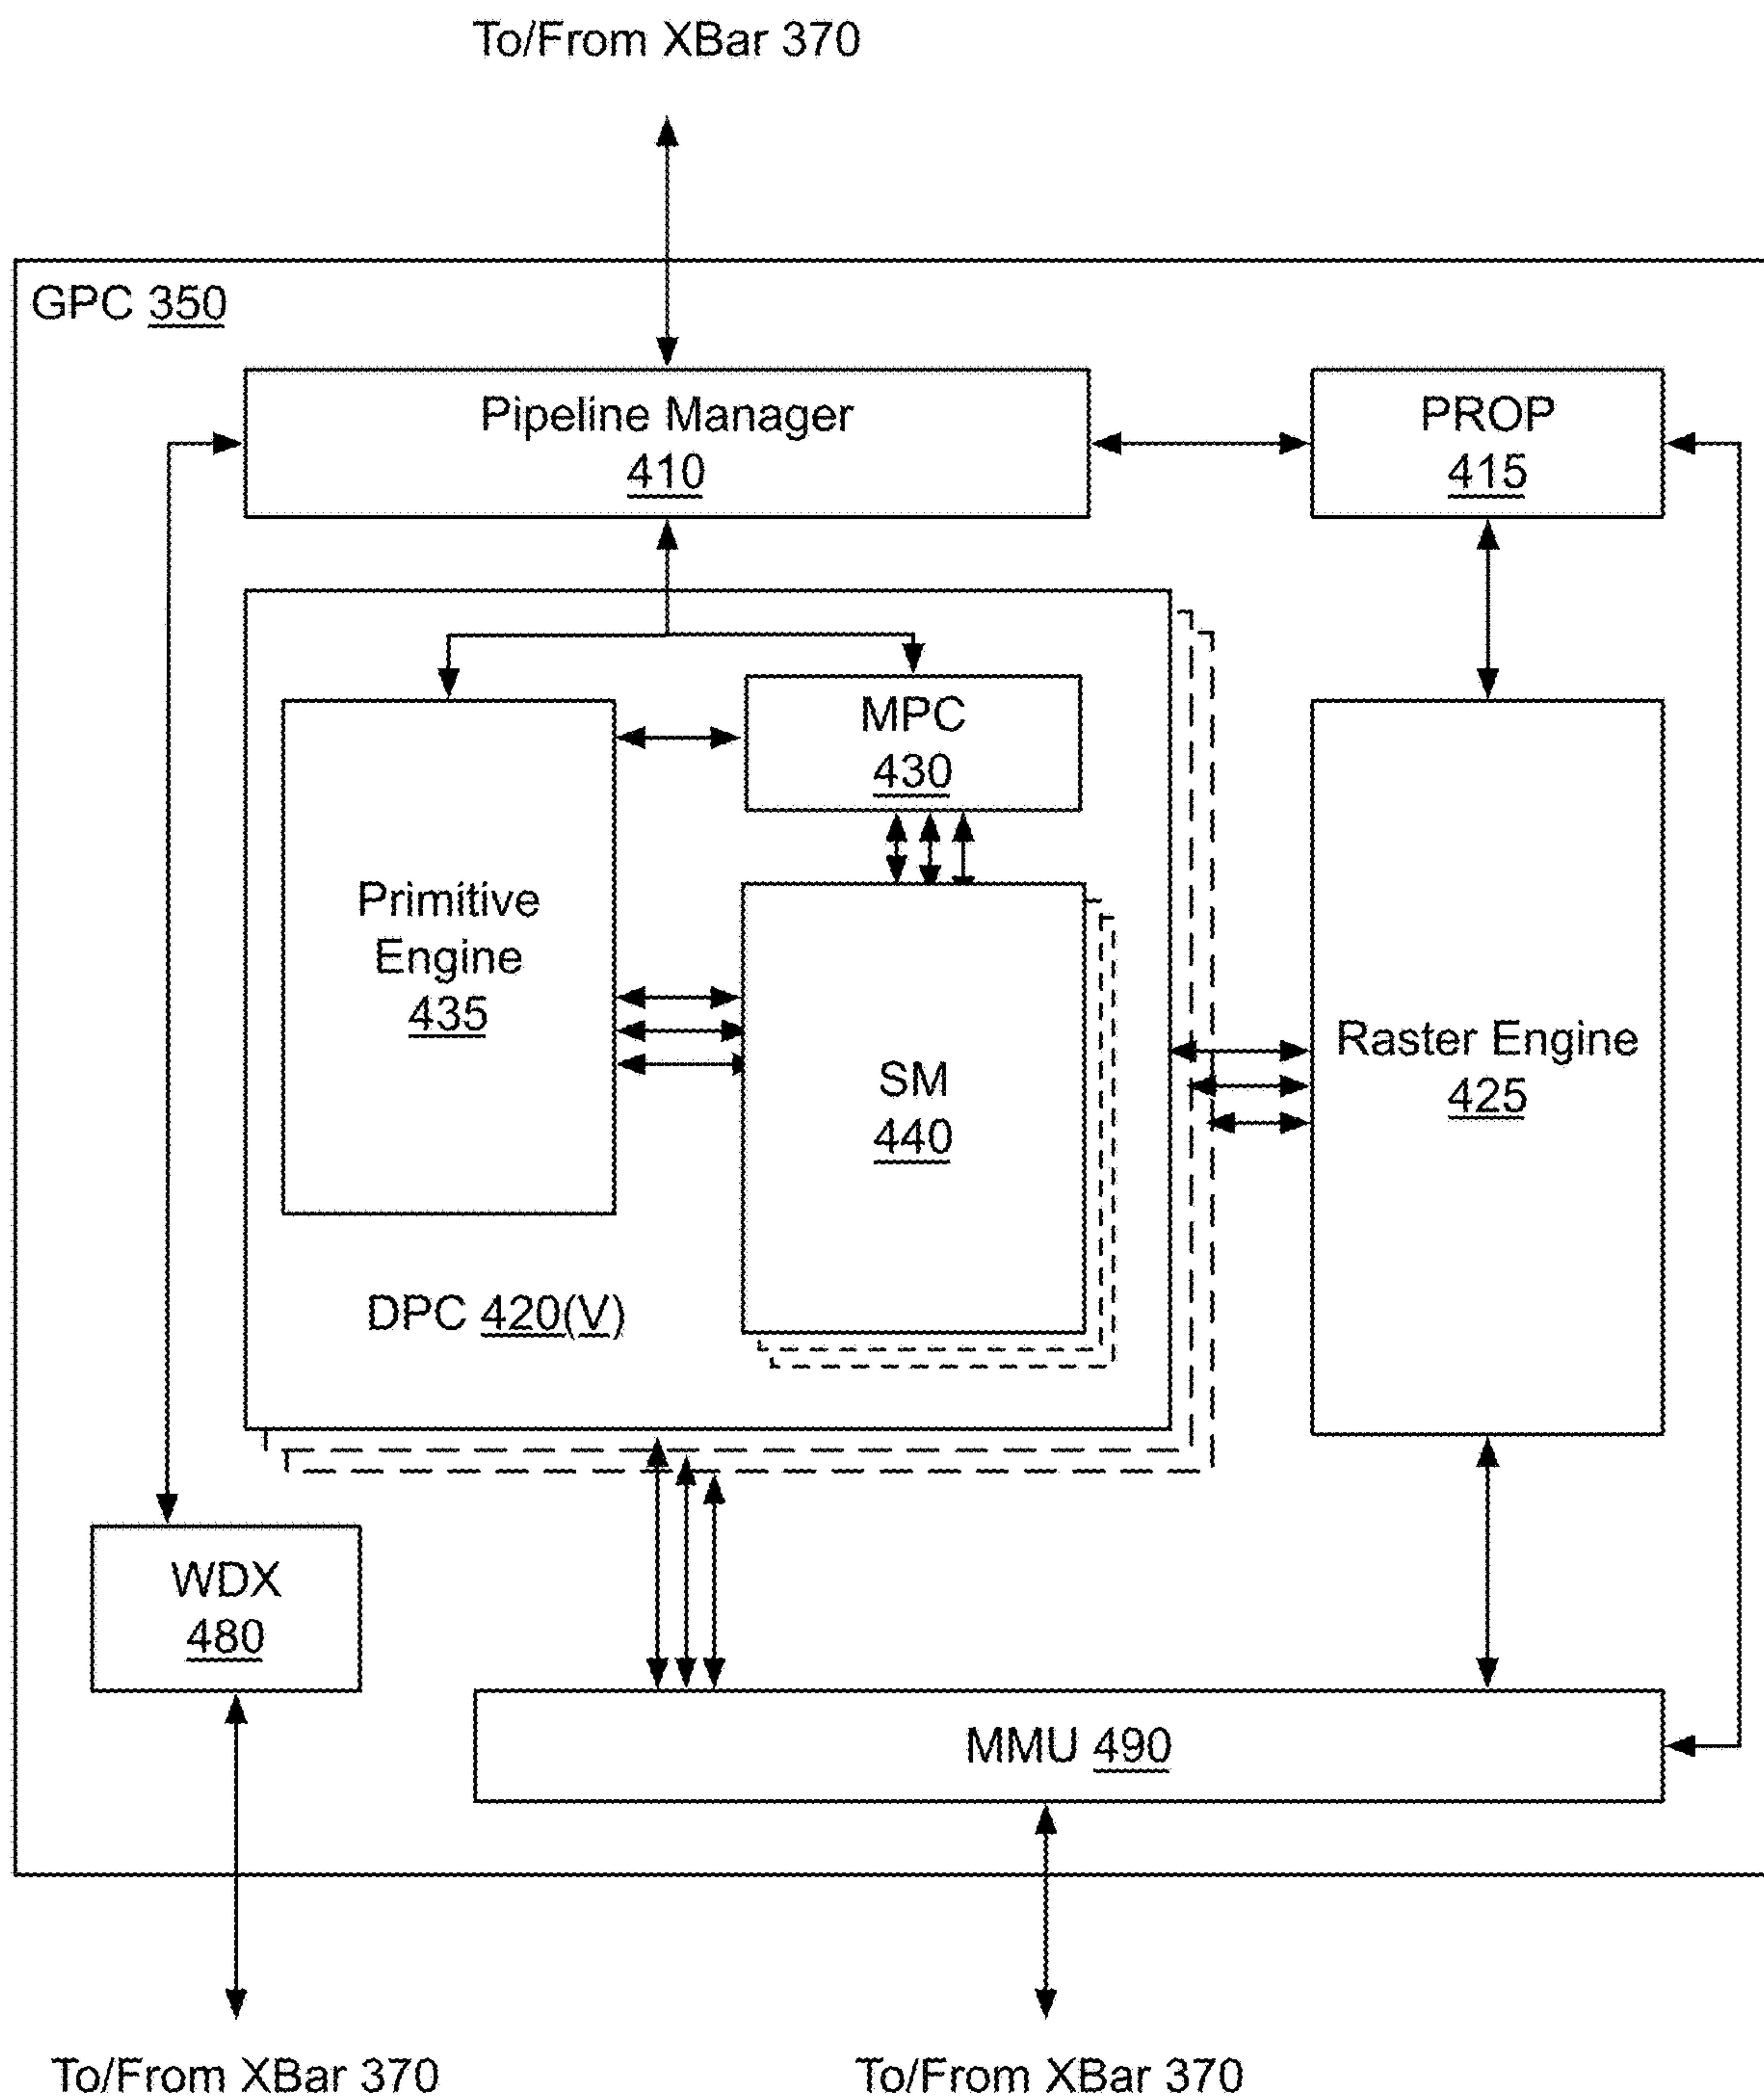 To/From XBar 370
GPC 350
Pipeline Manager
410
PROP
415
MPC
430
Primitive
Engine
435
SM
440
Raster Engine
425
DPC 420(V)
WDX
480
MMU 490
To/From XBar 370
To/From XBar 370